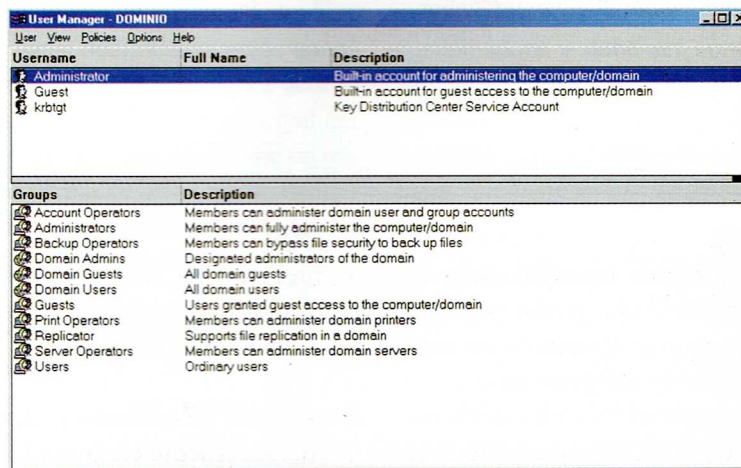 User Manager - DOMINIO
User View Policies Options Help
Username Full Name Description
Administrator Built-in account for administering the computer/domain
Guest Built-in account for guest access to the computer/domain
krbtgt Key Distribution Center Service Account
Groups Description
Account Operators Members can administer domain user and group accounts
Administrators Members can fully administer the computer/domain
Backup Operators Members can bypass file security to back up files
Domain Admins Designated administrators of the domain
Domain Guests All domain guests
Domain Users All domain users
Guests Users granted guest access to the computer/domain
Print Operators Members can administer domain printers
Replicator Supports file replication in a domain
Server Operators Members can administer domain servers
Users Ordinary users